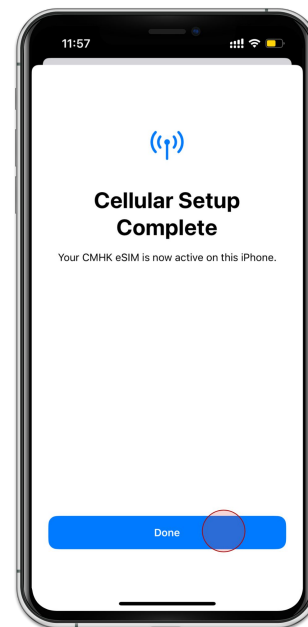 11:57
Cellular Setup
Complete
Your CMHK eSIM is now active on this iPhone.
Done